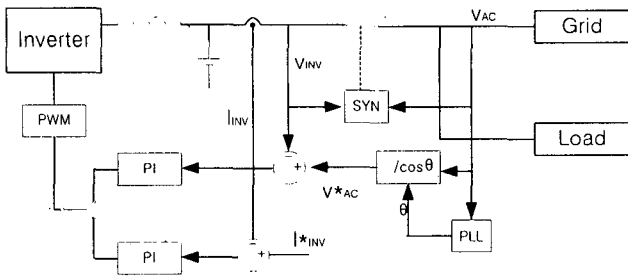 Inverter
VAC
Grid
VINV
SYN
PWM
IINV
Load
PI
+
/cosθ
V*AC
θ
PLL
I*INV
PI
+